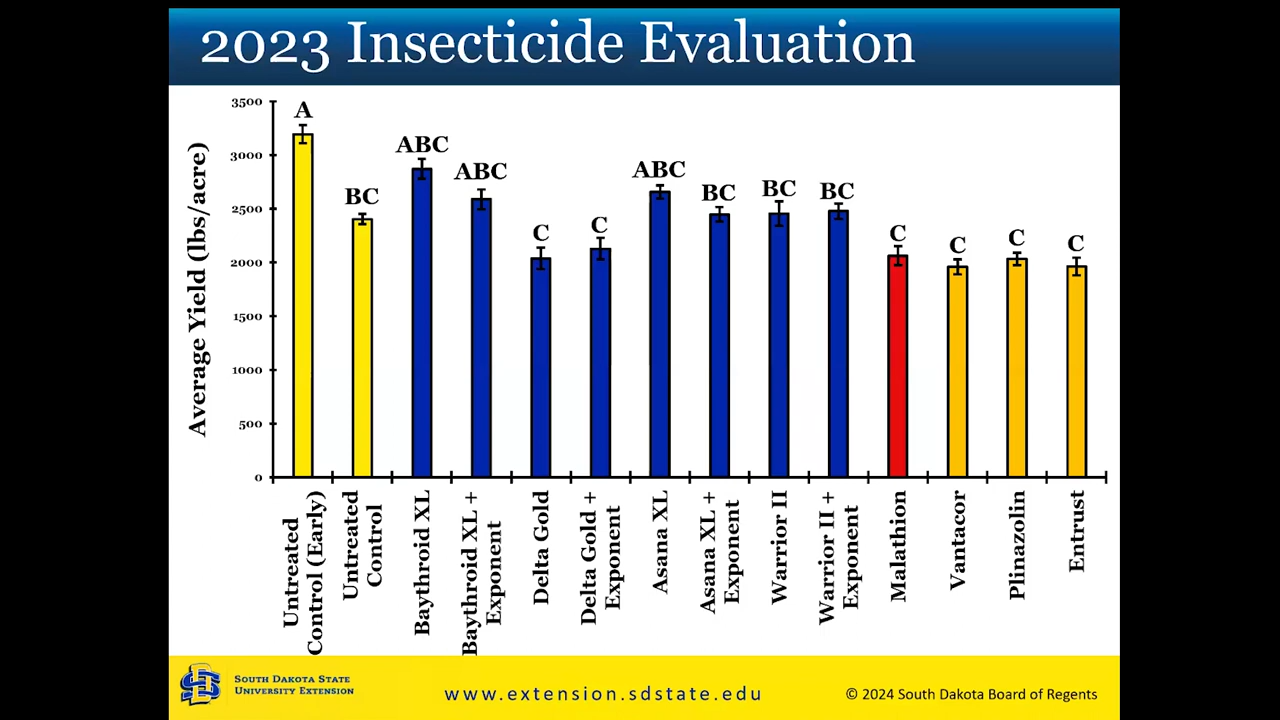 2023 Insecticide Evaluation
Average Yield (lbs/acre)
3500
3000
2500
2000
1500
1000
500
0
A
BC
ABC
ABC
C
C
ABC
BC
BC
BC
C
C
C
C
Untreated
Control (Early)
Untreated
Control
Baythroid XL
Baythroid XL +
Exponent
Delta Gold
Delta Gold +
Exponent
Asana XL
Asana XL +
Exponent
Warrior II
Warrior II +
Exponent
Malathion
Vantacor
Plinazolin
Entrust
SD
South Dakota State
University Extension
www.extension.sdstate.edu
© 2024 South Dakota Board of Regents